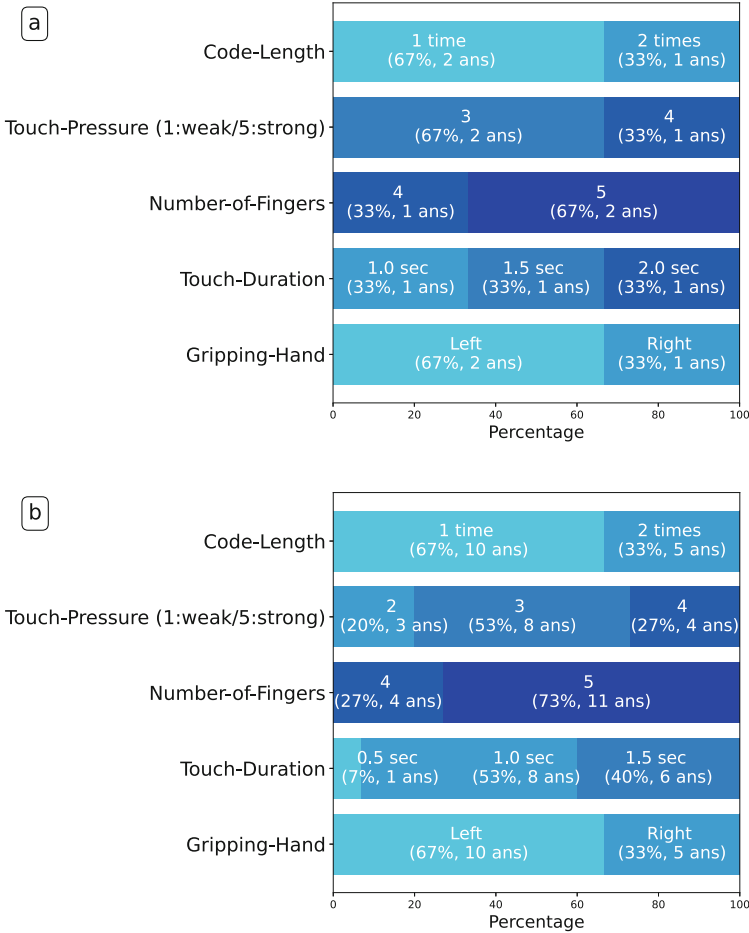 a
Code-Length
1 time
(67%, 2 ans)
2 times
(33%, 1 ans)
Touch-Pressure (1:weak/5:strong)
3
(67%, 2 ans)
4
(33%, 1 ans)
Number-of-Fingers
4
(33%, 1 ans)
5
(67%, 2 ans)
Touch-Duration
1.0 sec
(33%, 1 ans)
1.5 sec
(33%, 1 ans)
2.0 sec
(33%, 1 ans)
Gripping-Hand
Left
(67%, 2 ans)
Right
(33%, 1 ans)
0 20 40 60 80 100
Percentage
b
Code-Length
1 time
(67%, 10 ans)
2 times
(33%, 5 ans)
Touch-Pressure (1:weak/5:strong)
2
(20%, 3 ans)
3
(53%, 8 ans)
4
(27%, 4 ans)
Number-of-Fingers
4
(27%, 4 ans)
5
(73%, 11 ans)
Touch-Duration
0.5 sec
(7%, 1 ans)
1.0 sec
(53%, 8 ans)
1.5 sec
(40%, 6 ans)
Gripping-Hand
Left
(67%, 10 ans)
Right
(33%, 5 ans)
0 20 40 60 80 100
Percentage